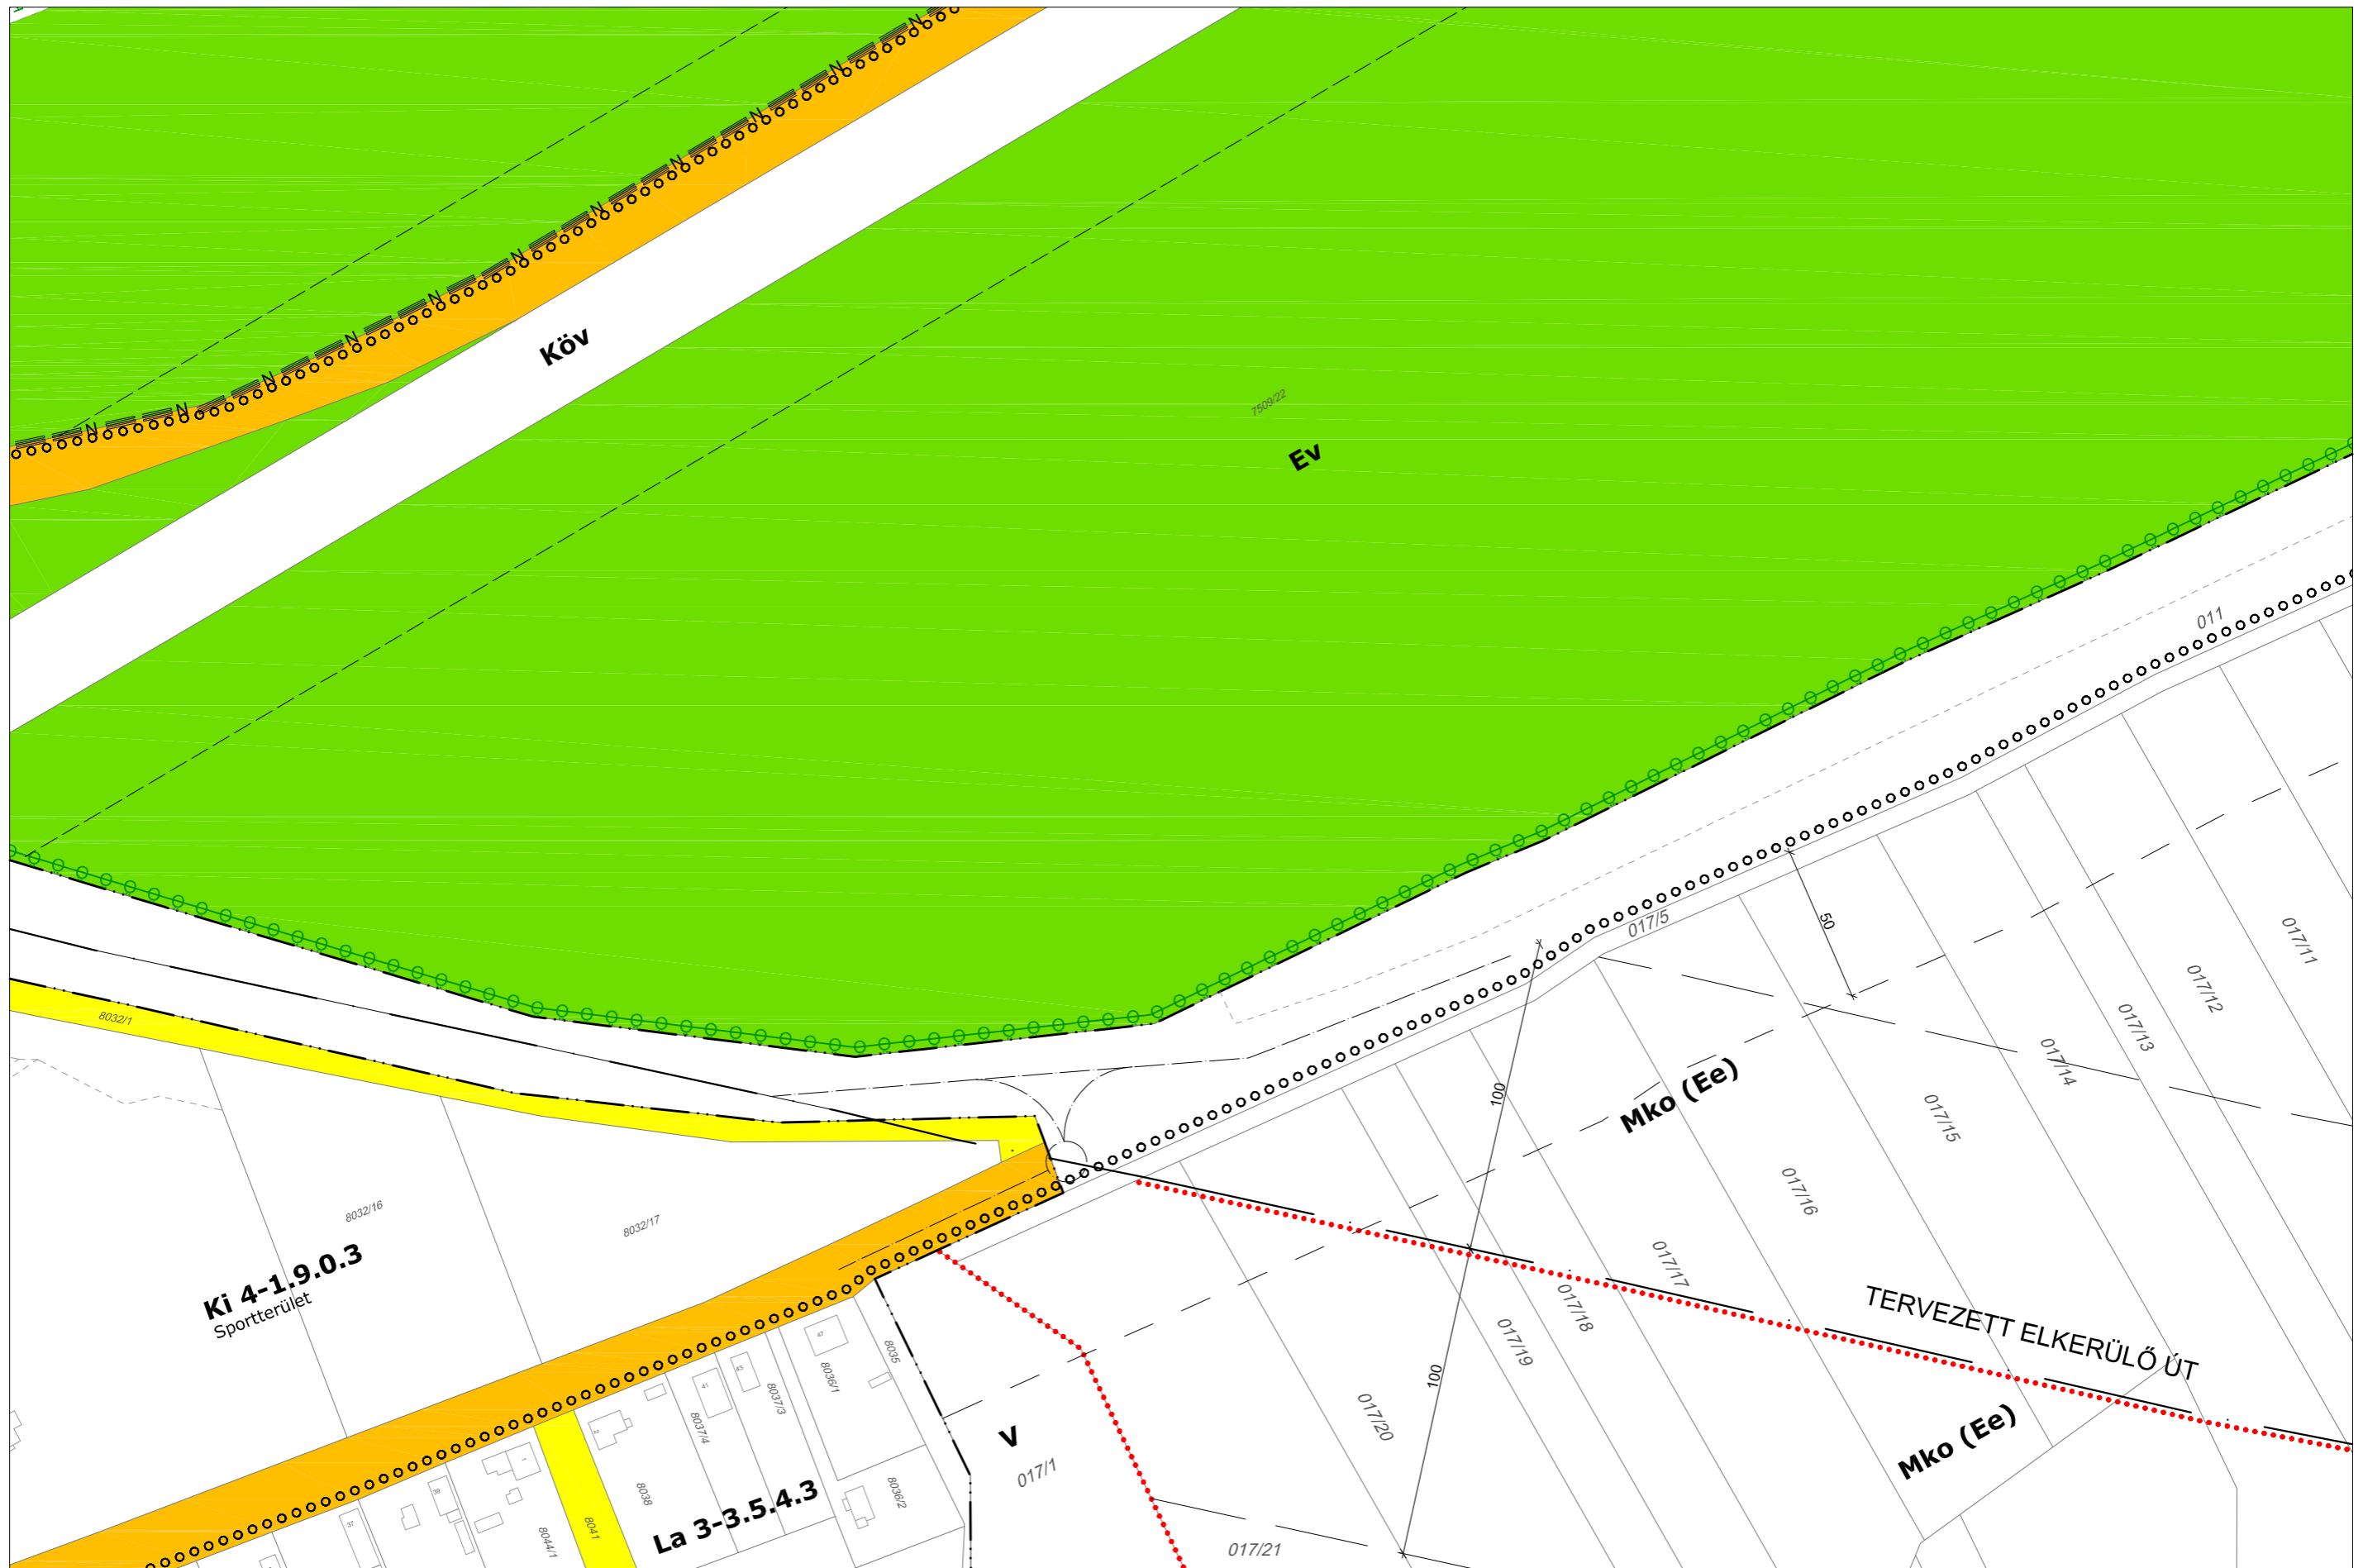 N
N
N
N
N
N
N
N
N
N
N
N
Köv
7509/22
Ev
011
017/5
50
017/11
017/12
017/13
017/14
017/15
017/16
017/17
017/18
017/19
017/20
017/21
100
100
Mko (Ee)
Mko (Ee)
TERVEZETT ELKERÜLŐ ÚT
V
017/1
8032/1
8032/16
8032/17
Ki 4-1.9.0.3
Sportterület
8035
8036/1
8036/2
8037/3
8037/4
8038
8041
8044/1
La 3-3.5.4.3